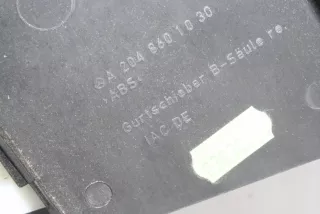 A 204 860 10 30
>ABS<
Gurtschieber B-Säule re.
IAC DE